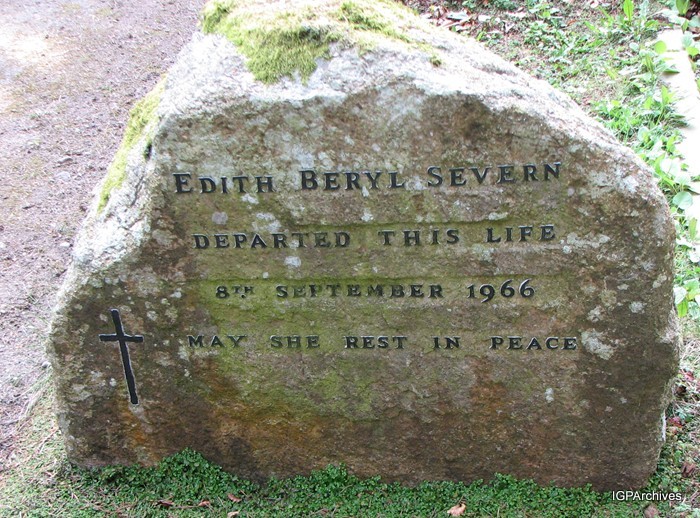 Edith Beryl Severn
departed this life
8th September 1966
may she rest in peace
IGPArchives